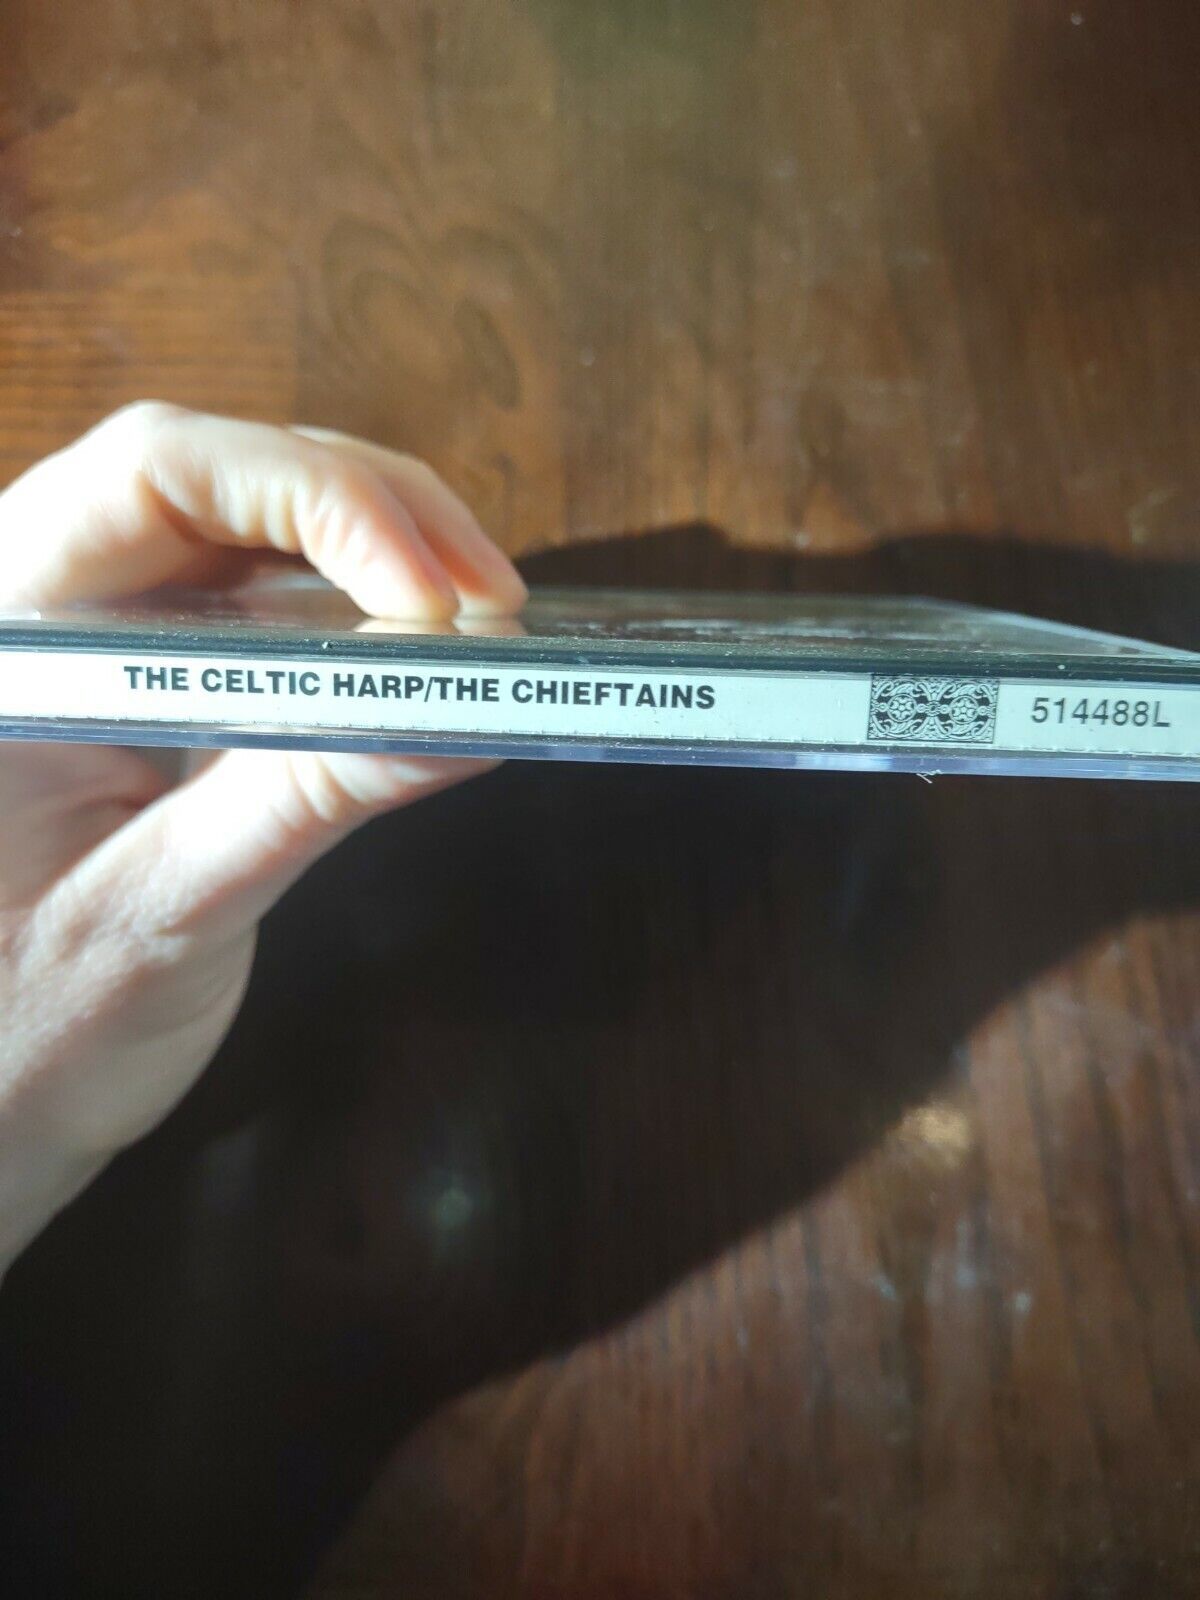 THE CELTIC HARP/THE CHIEFTAINS 514488L